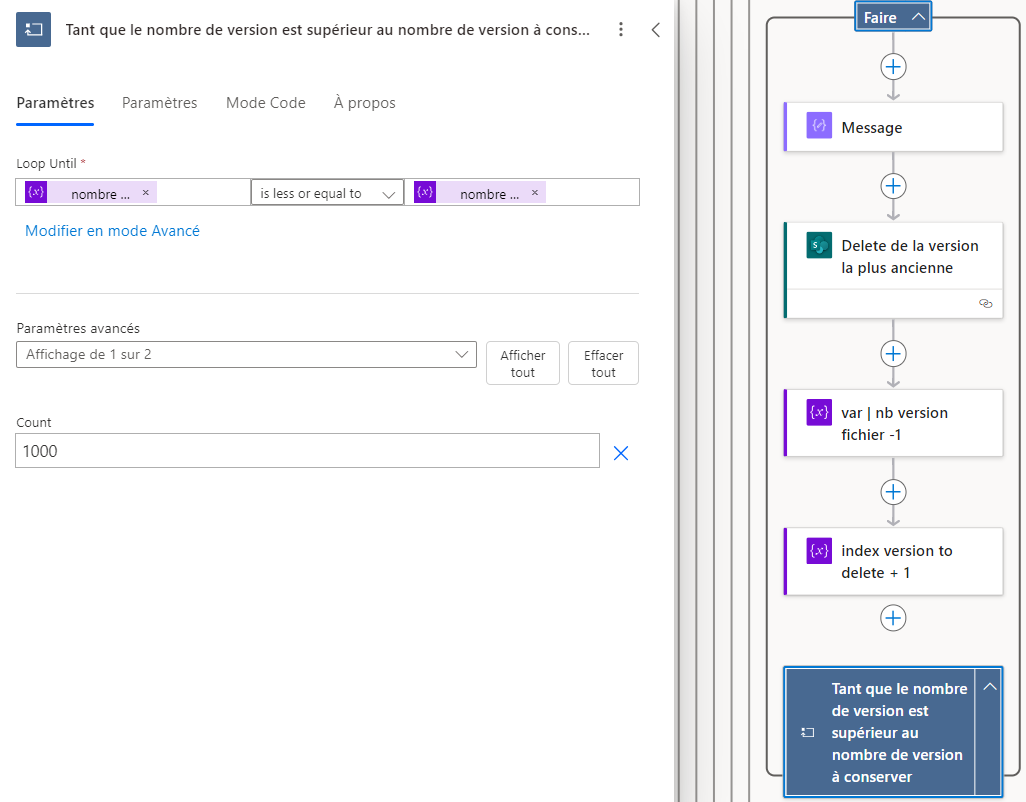 Tant que le nombre de version est supérieur au nombre de version à cons...
Paramètres Paramètres Mode Code À propos
Loop Until *
{x} nombre ... × is less or equal to {x} nombre ... ×
Modifier en mode Avancé
Paramètres avancés
Affichage de 1 sur 2
Afficher
tout
Effacer
tout
Count
1000
Faire
Message
Delete de la version
la plus ancienne
{x} var | nb version
fichier -1
{x} index version to
delete + 1
Tant que le nombre
de version est
supérieur au
nombre de version
à conserver